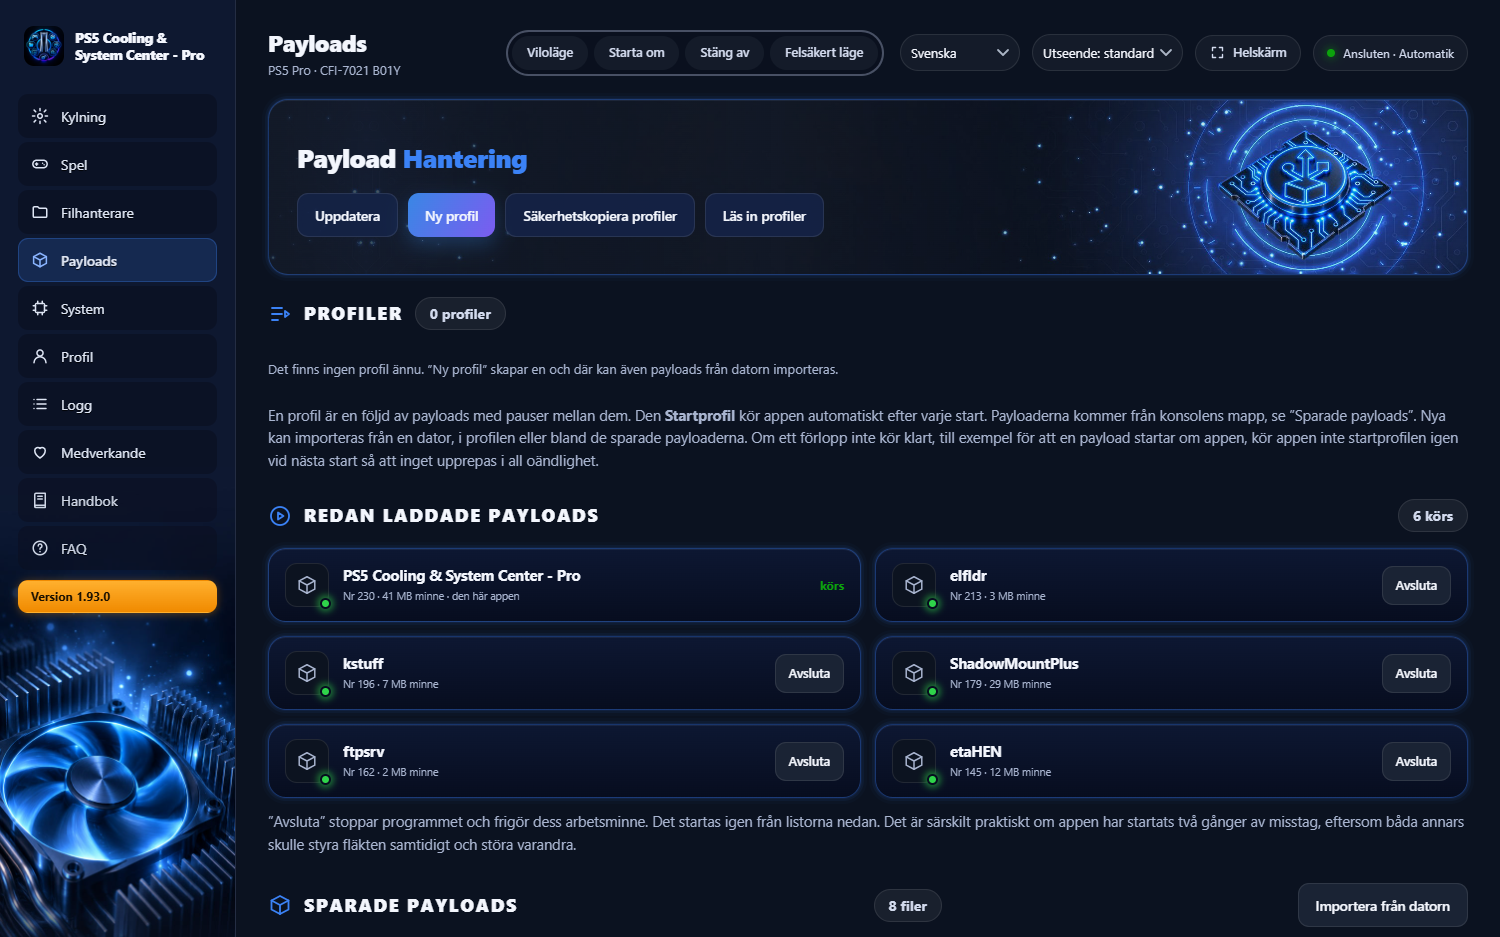 PS5 Cooling &
System Center - Pro
Kylning
Spel
Filhanterare
Payloads
System
Profil
Logg
Medverkande
Handbok
FAQ
Version 1.93.0
Payloads
PS5 Pro · CFI-7021 B01Y
Viloläge
Starta om
Stäng av
Felsäkert läge
Svenska
Utseende: standard
Helskärm
Ansluten · Automatik
Payload Hantering
Uppdatera
Ny profil
Säkerhetskopiera profiler
Läs in profiler
PROFILER
0 profiler
Det finns ingen profil ännu. ”Ny profil” skapar en och där kan även payloads från datorn importeras.
En profil är en följd av payloads med pauser mellan dem. Den Startprofil kör appen automatiskt efter varje start. Payloaderna kommer från konsolens mapp, se ”Sparade payloads”. Nya
kan importeras från en dator, i profilen eller bland de sparade payloaderna. Om ett förlopp inte kör klart, till exempel för att en payload startar om appen, kör appen inte startprofilen igen
vid nästa start så att inget upprepas i all oändlighet.
REDAN LADDADE PAYLOADS
6 körs
PS5 Cooling & System Center - Pro
Nr 230 · 41 MB minne · den här appen
körs
elfldr
Nr 213 · 3 MB minne
Avsluta
kstuff
Nr 196 · 7 MB minne
Avsluta
ShadowMountPlus
Nr 179 · 29 MB minne
Avsluta
ftpsrv
Nr 162 · 2 MB minne
Avsluta
etaHEN
Nr 145 · 12 MB minne
Avsluta
”Avsluta” stoppar programmet och frigör dess arbetsminne. Det startas igen från listorna nedan. Det är särskilt praktiskt om appen har startats två gånger av misstag, eftersom båda annars
skulle styra fläkten samtidigt och störa varandra.
SPARADE PAYLOADS
8 filer
Importera från datorn